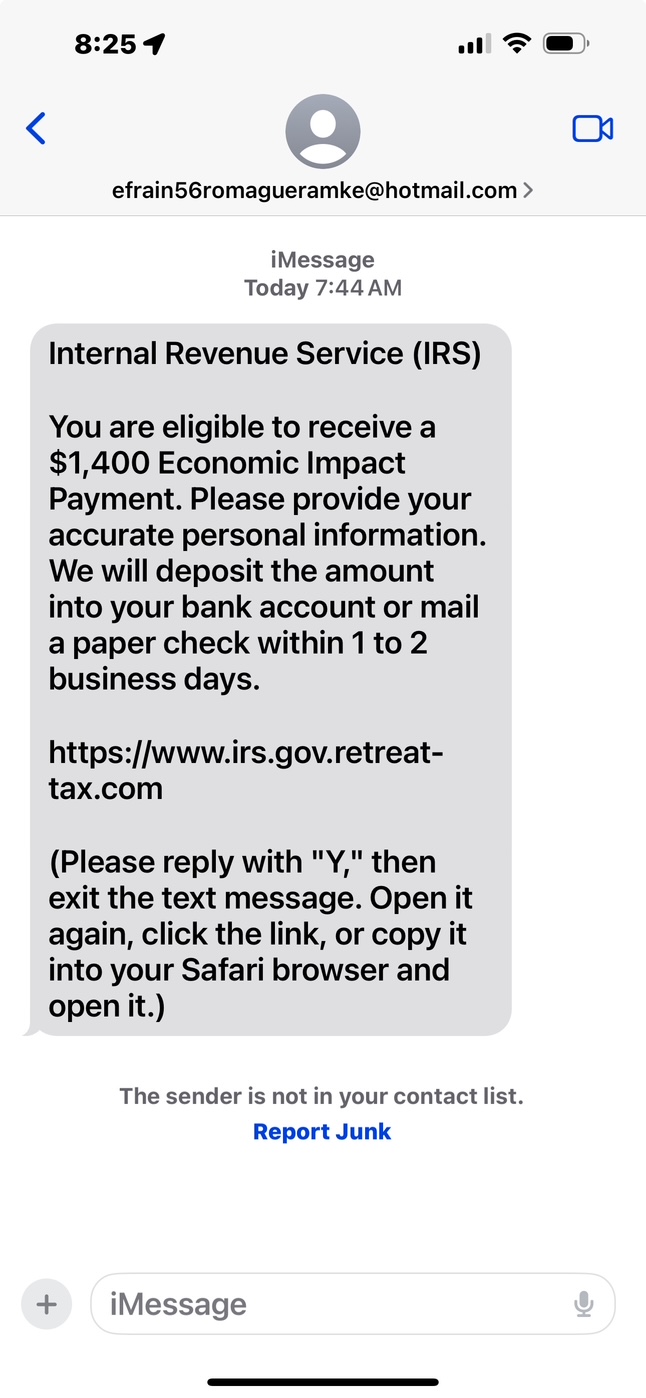 8:25
efrain56romagueramke@hotmail.com
iMessage
Today 7:44 AM
Internal Revenue Service (IRS)
You are eligible to receive a
$1,400 Economic Impact
Payment. Please provide your
accurate personal information.
We will deposit the amount
into your bank account or mail
a paper check within 1 to 2
business days.
https://www.irs.gov.retreat-
tax.com
(Please reply with "Y," then
exit the text message. Open it
again, click the link, or copy it
into your Safari browser and
open it.)
The sender is not in your contact list.
Report Junk
iMessage